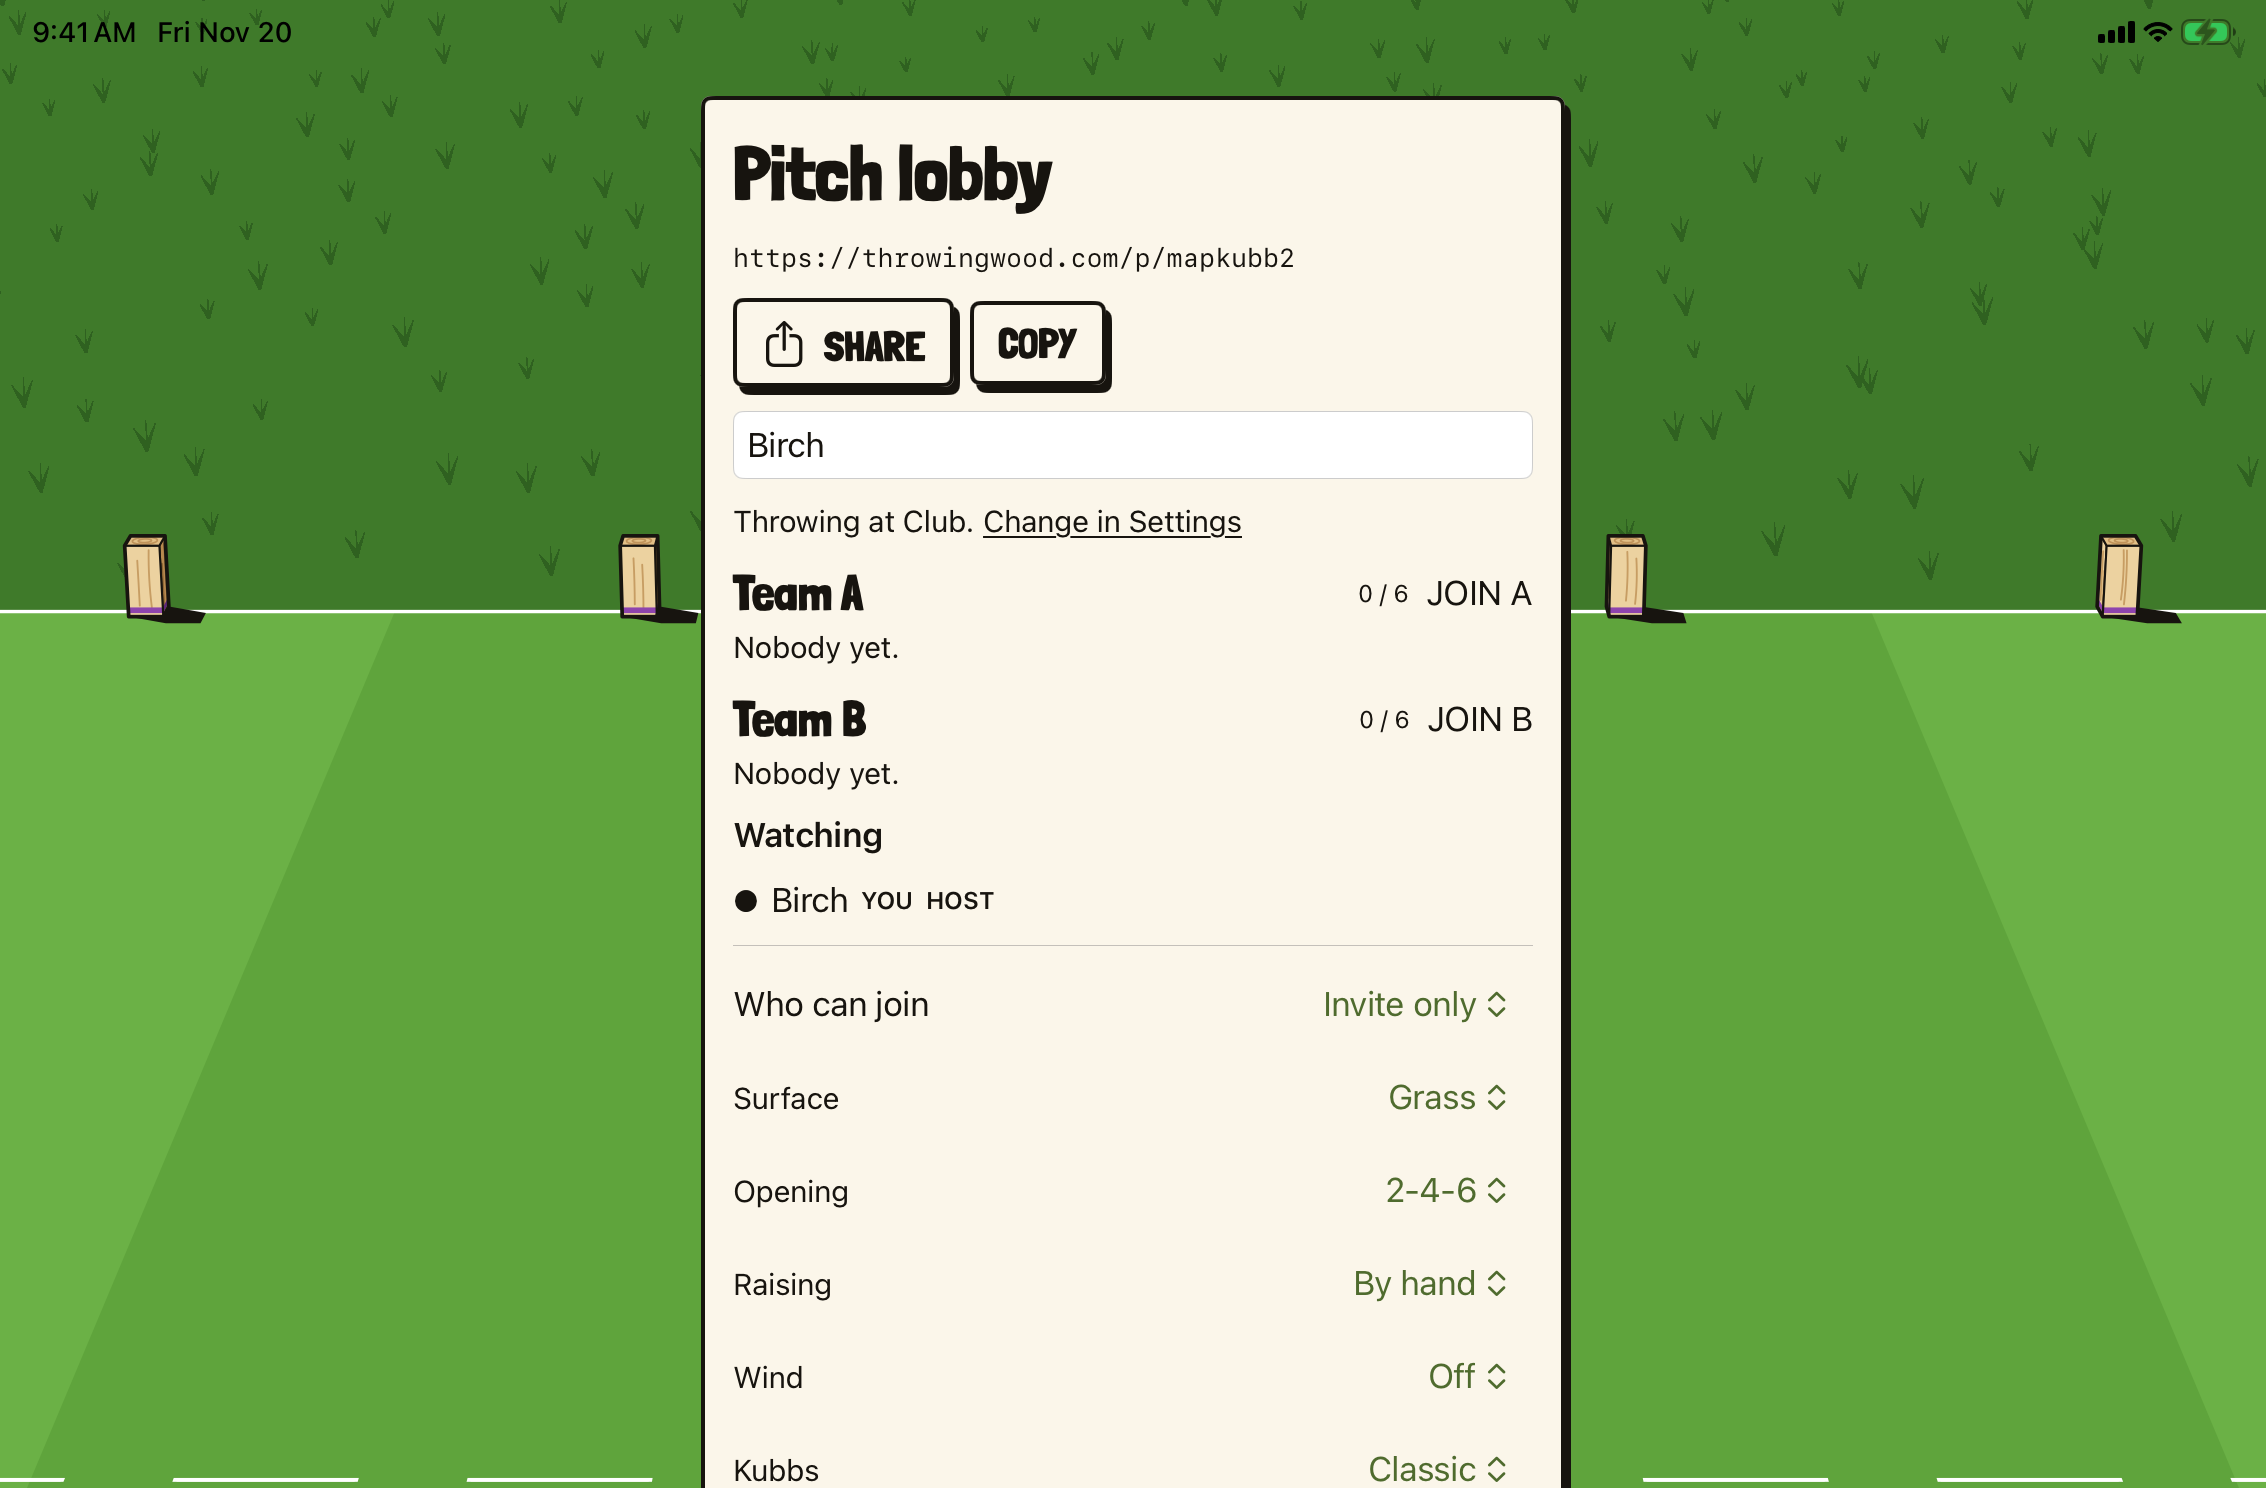 9:41 AM Fri Nov 20
Pitch lobby
https://throwingwood.com/p/mapkubb2
SHARE COPY
Birch
Throwing at Club. Change in Settings
Team A 0 / 6 JOIN A
Nobody yet.
Team B 0 / 6 JOIN B
Nobody yet.
Watching
Birch YOU HOST
Who can join Invite only
Surface Grass
Opening 2-4-6
Raising By hand
Wind Off
Kubbs Classic